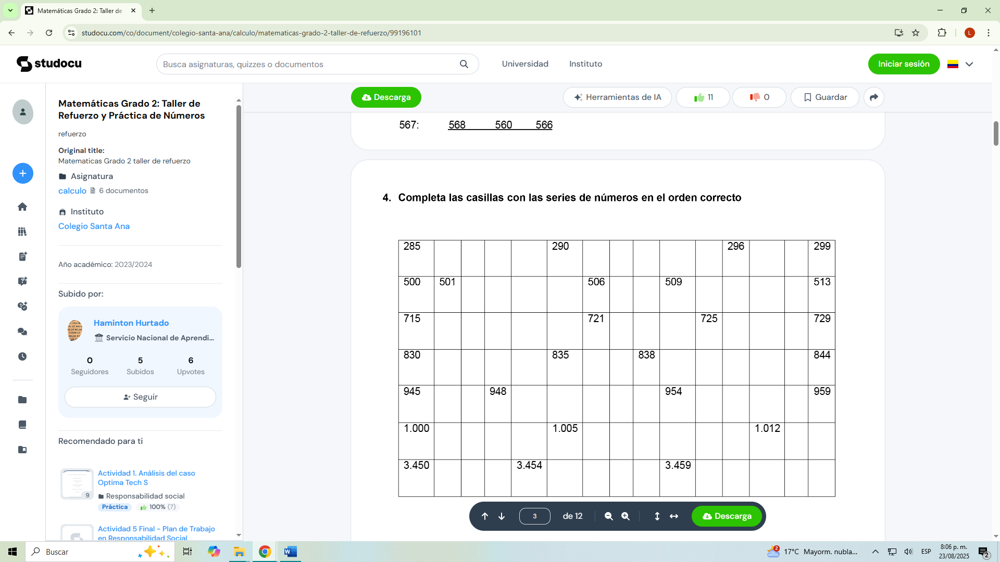 Matemáticas Grado 2: Taller de
studocu.com/co/document/colegio-santa-ana/calculo/matematicas-grado-2-taller-de-refuerzo/99196101
L
studocu
Busca asignaturas, quizzes o documentos
Universidad
Instituto
Iniciar sesión
Matemáticas Grado 2: Taller de
Refuerzo y Práctica de Números
refuerzo
Original title:
Matematicas Grado 2 taller de refuerzo
Asignatura
calculo 6 documentos
Instituto
Colegio Santa Ana
Año académico: 2023/2024
Subido por:
Haminton Hurtado
Servicio Nacional de Aprendi...
0 5 6
Seguidores Subidos Upvotes
Seguir
Recomendado para ti
Actividad 1. Análisis del caso
Optima Tech S
9
Responsabilidad social
Práctica 100% (7)
Actividad 5 Final - Plan de Trabajo
en Responsabilidad Social
Descarga
Herramientas de IA
11
0
Guardar
567: 568 560 566
4. Completa las casillas con las series de números en el orden correcto
285 290 296 299
500 501 506 509 513
715 721 725 729
830 835 838 844
945 948 954 959
1.000 1.005 1.012
3.450 3.454 3.459
3 de 12
Descarga
Buscar
2
17°C Mayorm. nubla...
ESP
8:06 p. m.
23/08/2025
2